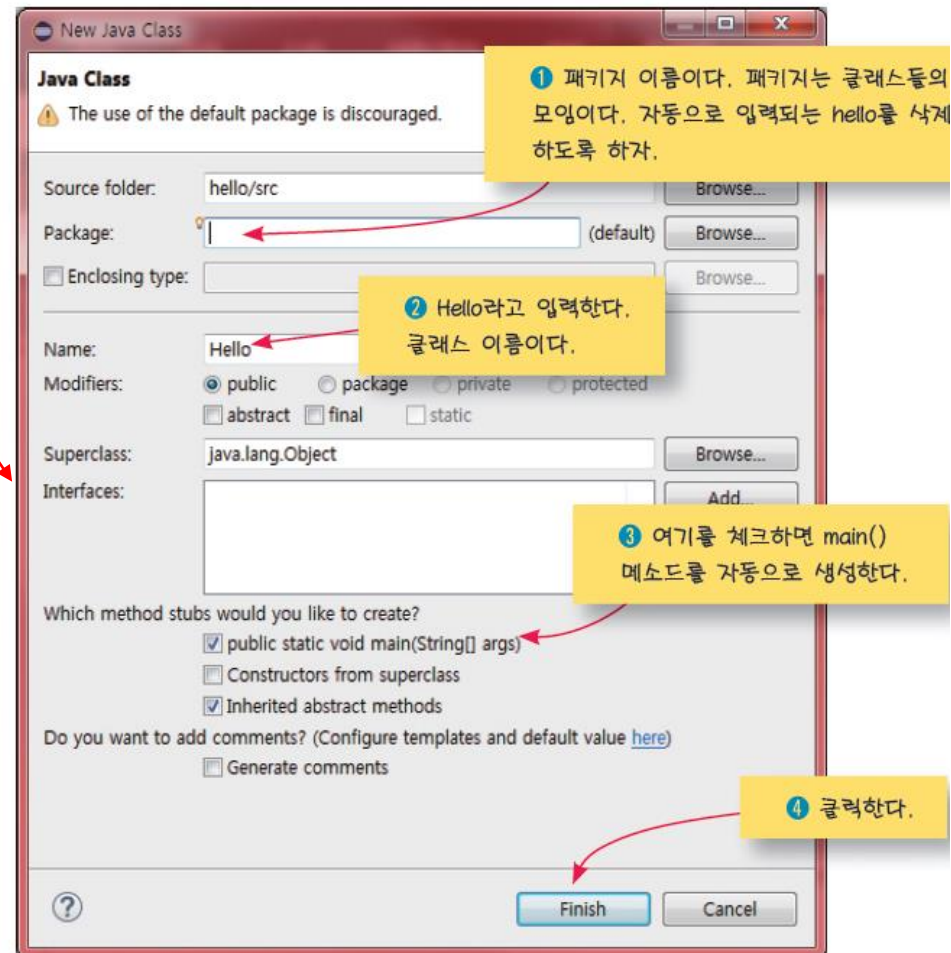 New Java Class
Java Class
The use of the default package is discouraged.
❶ 패키지 이름이다. 패키지는 클래스들의
모임이다. 자동으로 입력되는 hello를 삭제
하도록 하자.
Source folder:
hello/src
Browse...
Package:
(default)
Browse...
Enclosing type:
Browse...
❷ Hello라고 입력한다.
클래스 이름이다.
Name:
Hello
Modifiers:
public
package
private
protected
abstract
final
static
Superclass:
java.lang.Object
Browse...
Interfaces:
Add...
❸ 여기를 체크하면 main()
메소드를 자동으로 생성한다.
Which method stubs would you like to create?
public static void main(String[] args)
Constructors from superclass
Inherited abstract methods
Do you want to add comments? (Configure templates and default value here)
Generate comments
❹ 클릭한다.
?
Finish
Cancel